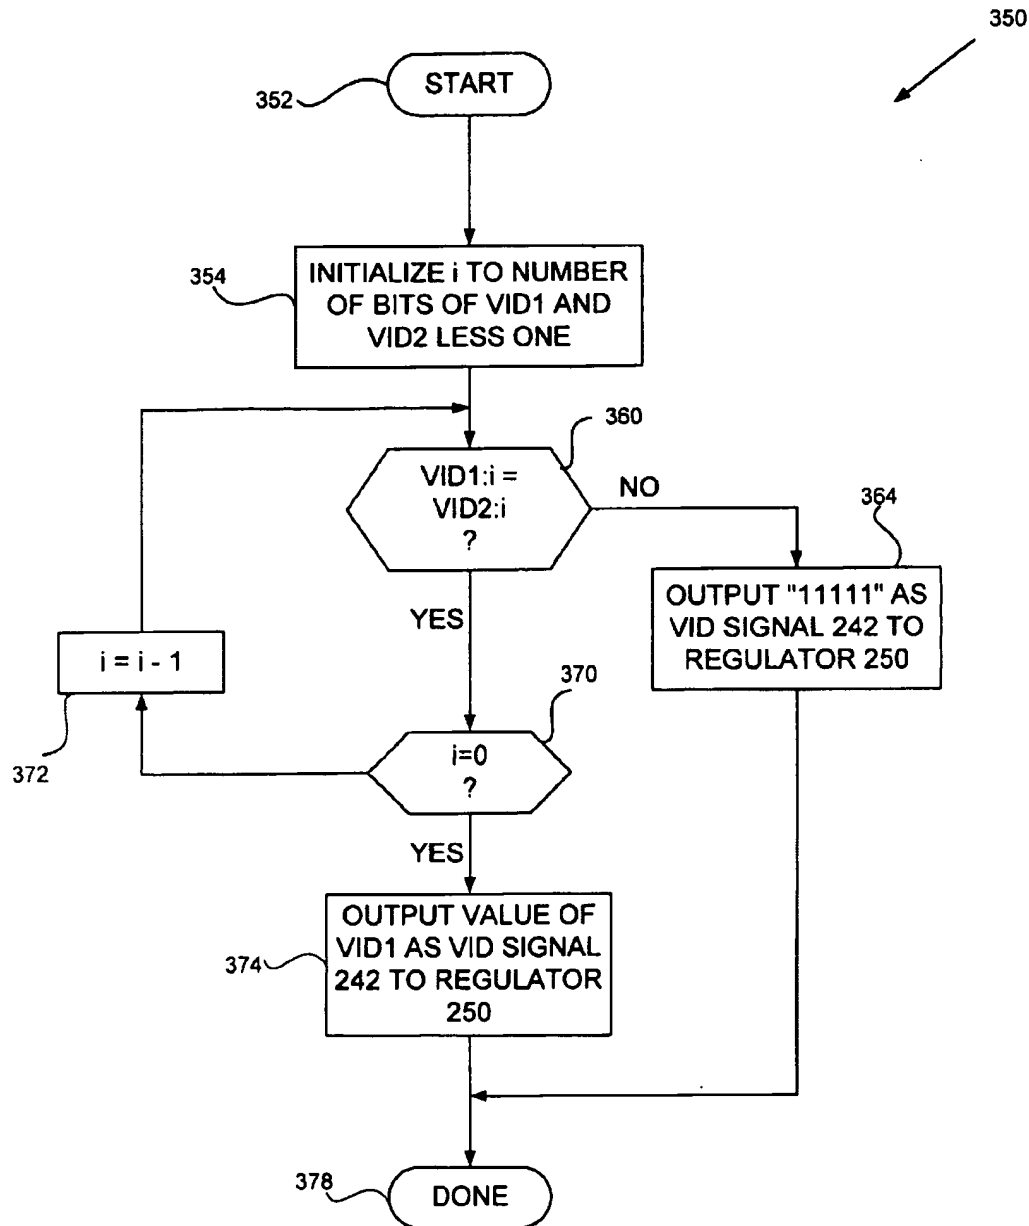 350
START
352
INITIALIZE i TO NUMBER
OF BITS OF VID1 AND
VID2 LESS ONE
354
360
VID1:i =
VID2:i
?
NO
364
OUTPUT "11111" AS
VID SIGNAL 242 TO
REGULATOR 250
YES
i = i - 1
372
370
i=0
?
YES
OUTPUT VALUE OF
VID1 AS VID SIGNAL
242 TO REGULATOR
250
374
378
DONE